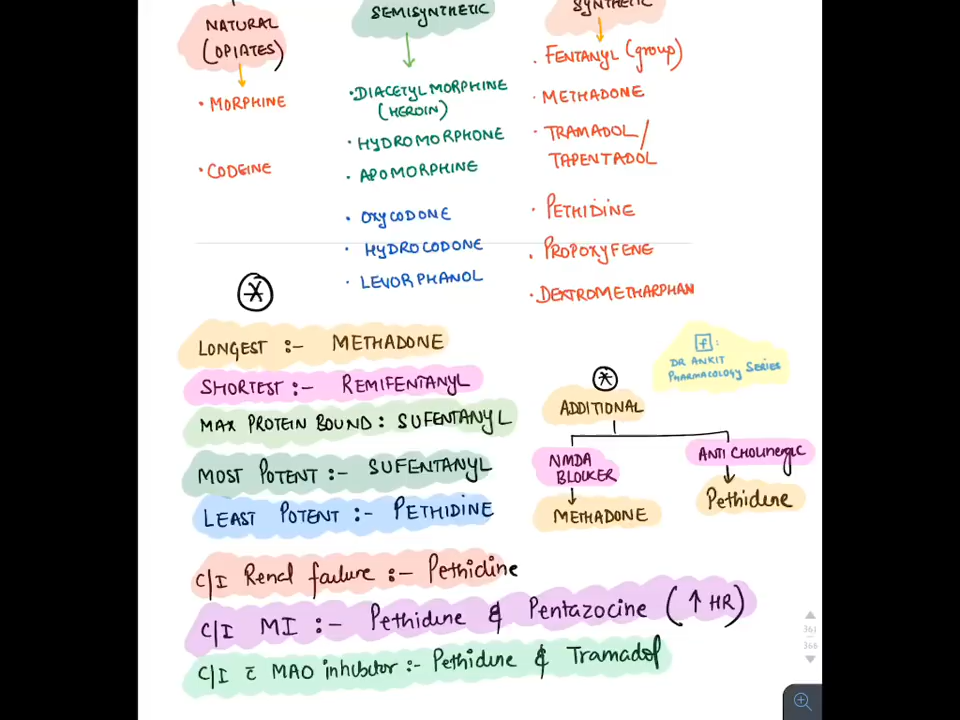 NATURAL
(OPIATES)
• MORPHINE
• CODEINE
SEMISYNTHETIC
• DIACETYLMORPHINE
(HEROIN)
• HYDROMORPHONE
• APOMORPHINE
• OXYCODONE
• HYDROCODONE
• LEVORPHANOL
SYNTHETIC
• FENTANYL (group)
• METHADONE
• TRAMADOL/
TAPENTADOL
• PETHIDINE
• PROPOXYFENE
• DEXTROMETHARPHAN
LONGEST :- METHADONE
SHORTEST :- REMIFENTANYL
MAX PROTEIN BOUND : SUFENTANYL
MOST POTENT :- SUFENTANYL
LEAST POTENT :- PETHIDINE
f :
DR ANKIT
PHARMACOLOGY SERIES
ADDITIONAL
NMDA
BLOCKER
METHADONE
ANTI CHOLINERGIC
Pethidine
C/I Renal failure :- Pethidine
C/I MI :- Pethidine & Pentazocine (↑ HR)
C/I c̄ MAO inhibitor :- Pethidine & Tramadol
361
366